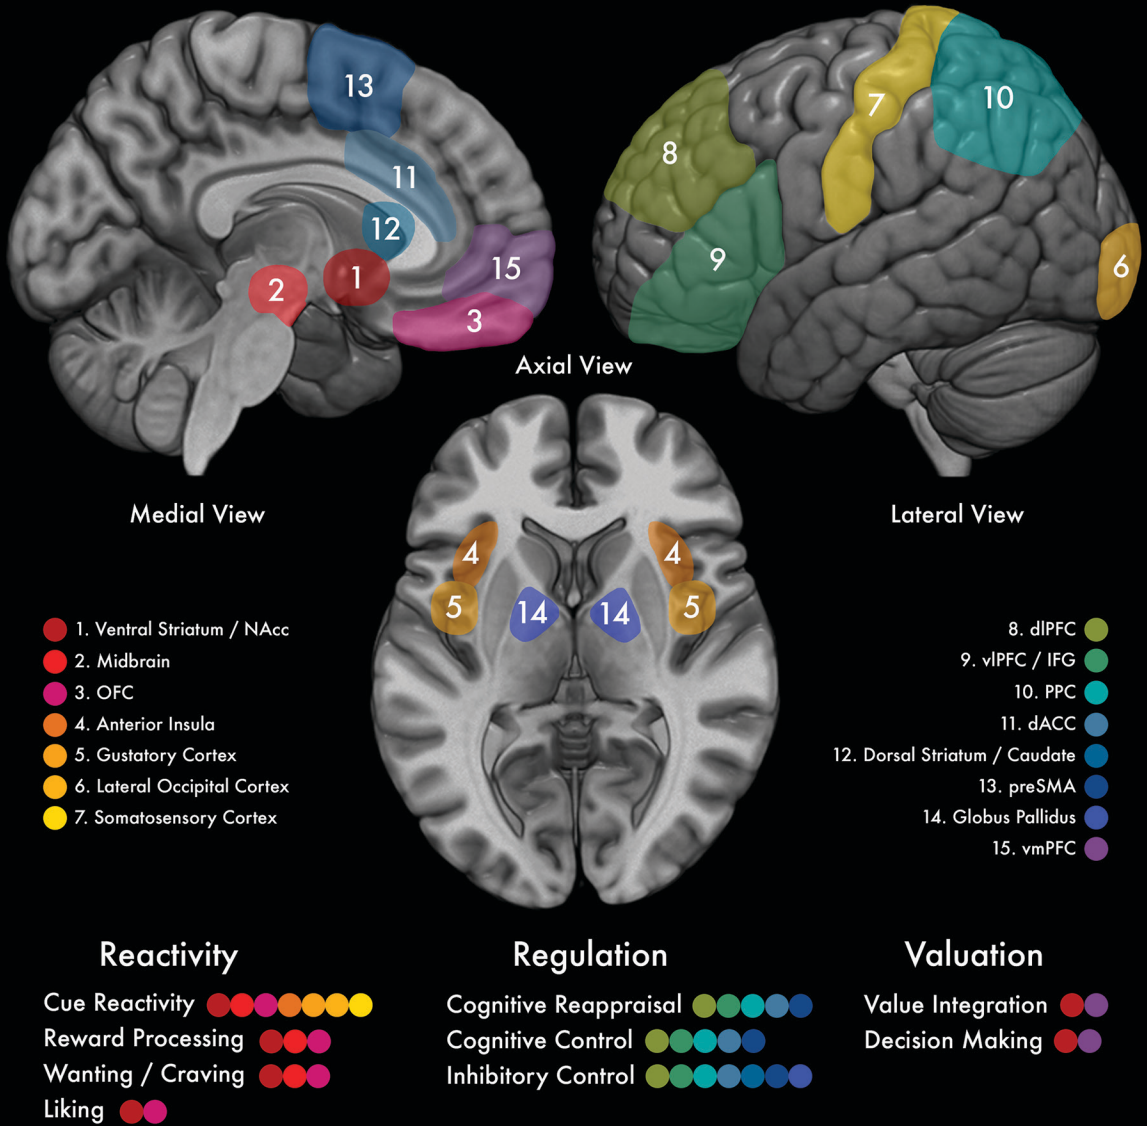 13
11
12
1
2
15
3
7
10
8
9
6
Axial View
Medial View
Lateral View
4
4
5
5
14
14
1. Ventral Striatum / NAcc
2. Midbrain
3. OFC
4. Anterior Insula
5. Gustatory Cortex
6. Lateral Occipital Cortex
7. Somatosensory Cortex
8. dlPFC
9. vlPFC / IFG
10. PPC
11. dACC
12. Dorsal Striatum / Caudate
13. preSMA
14. Globus Pallidus
15. vmPFC
Reactivity
Cue Reactivity
Reward Processing
Wanting / Craving
Liking
Regulation
Cognitive Reappraisal
Cognitive Control
Inhibitory Control
Valuation
Value Integration
Decision Making